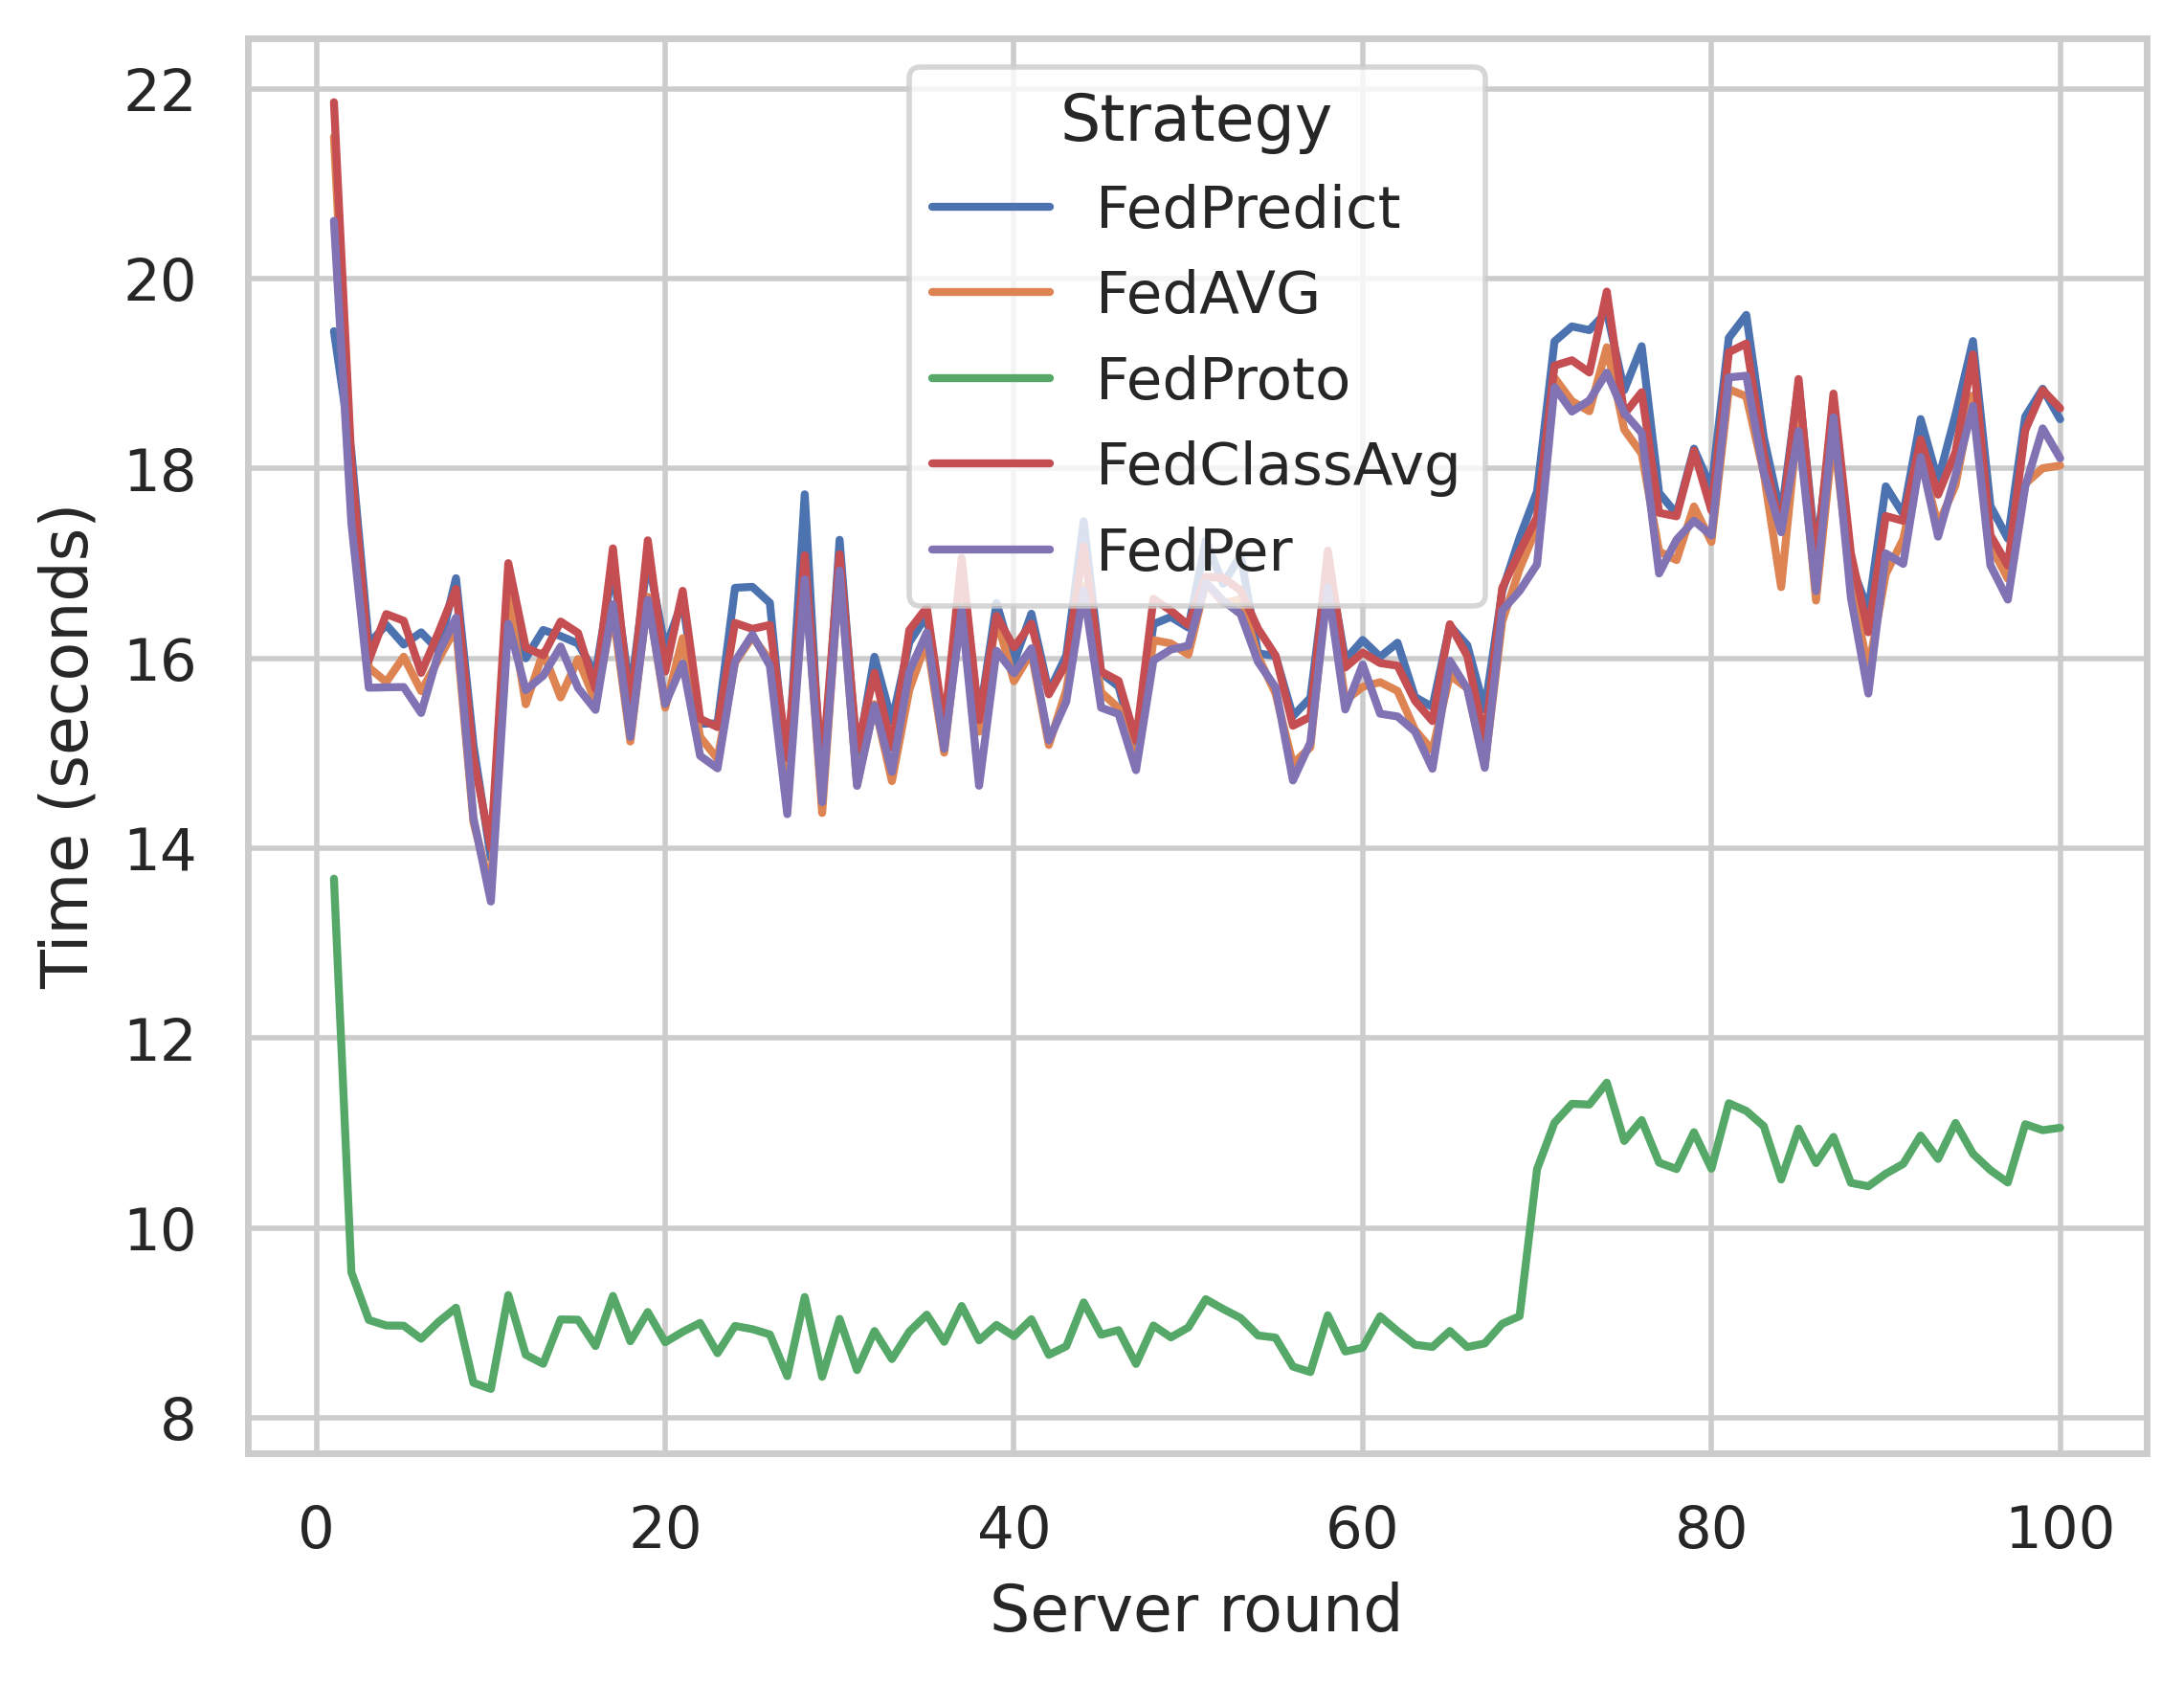 Strategy
FedPredict
FedAVG
FedProto
FedClassAvg
FedPer
Time (seconds)
22
20
18
16
14
12
10
8
0 20 40 60 80 100
Server round